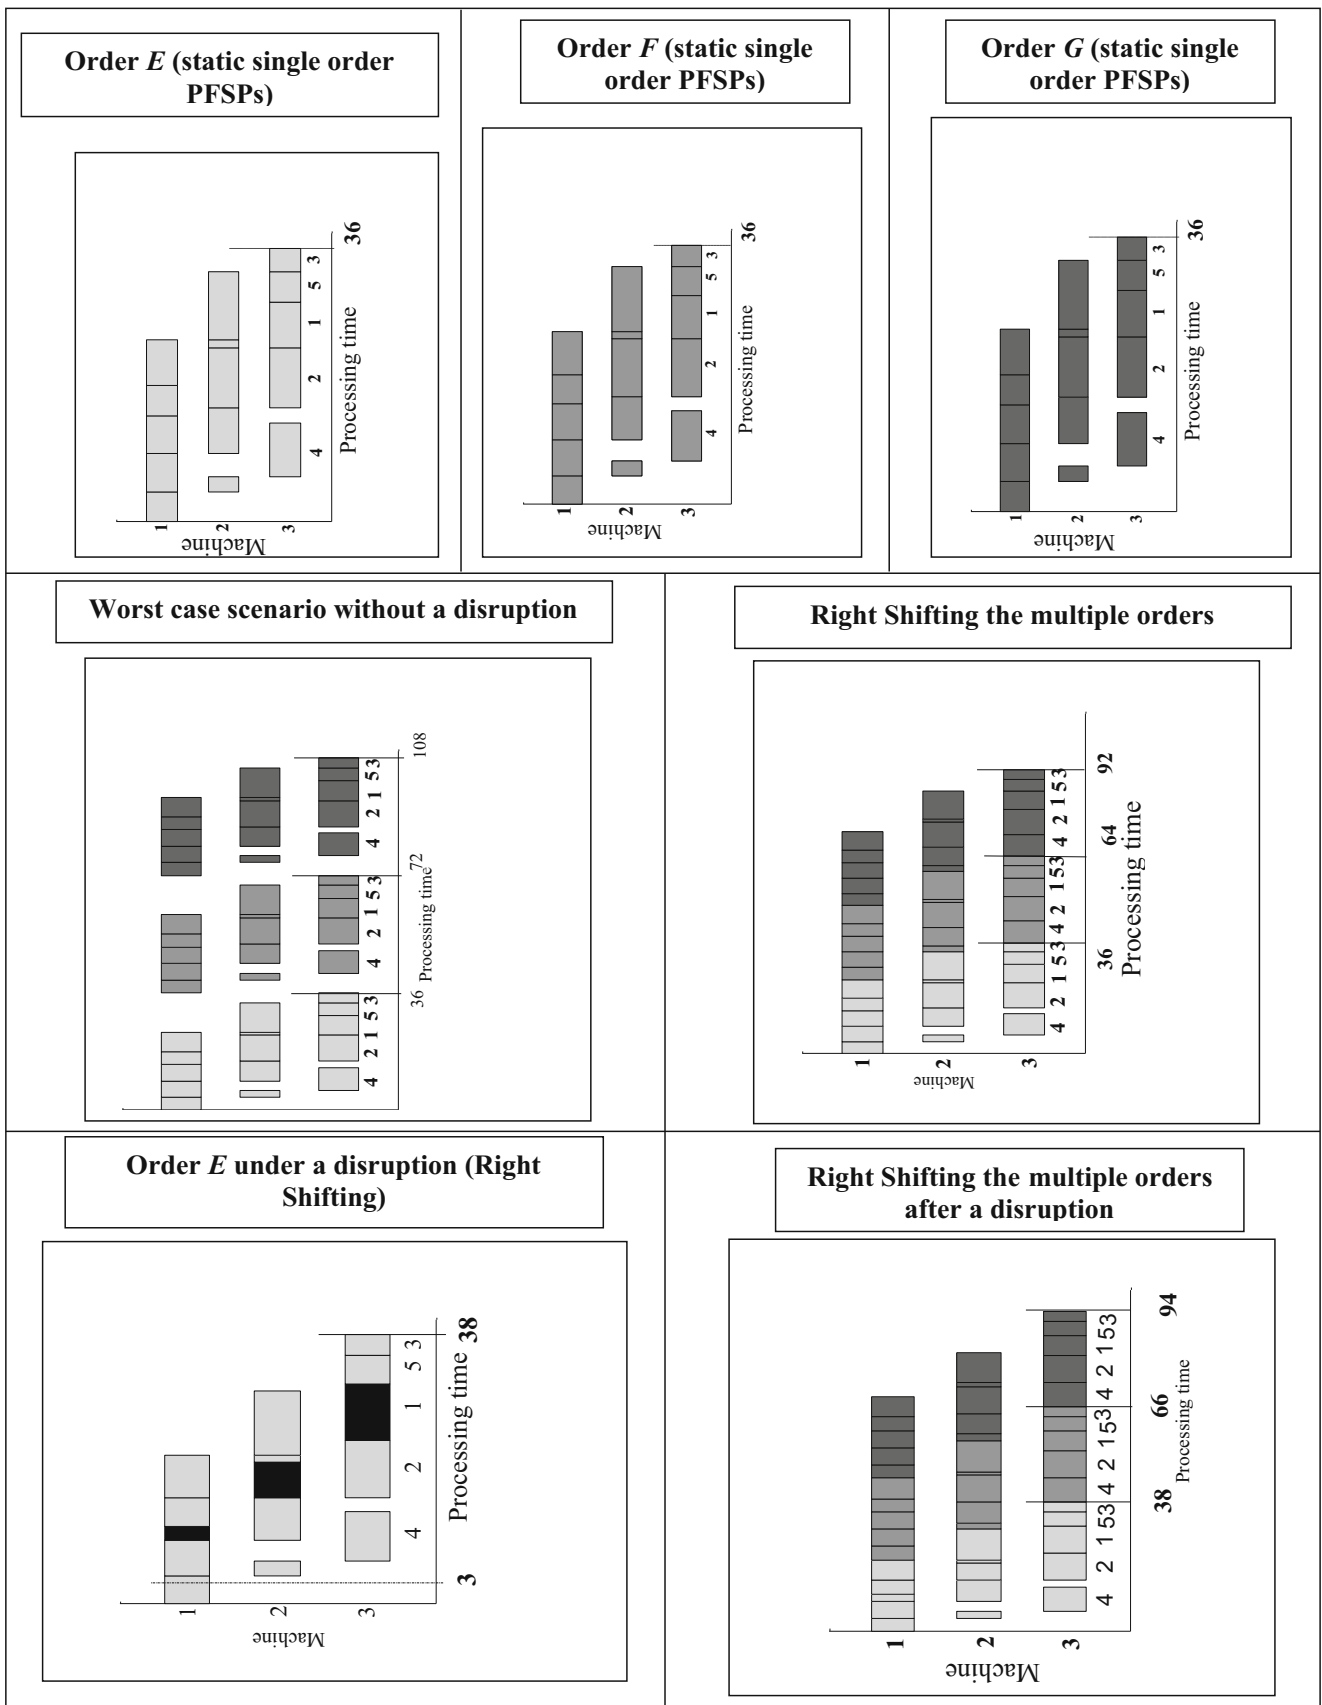 Order E (static single order
PFSPs)
36
3
5
1
2
4
Processing time
1
2
3
Machine
Order F (static single
order PFSPs)
36
3
5
1
2
4
Processing time
1
2
3
Machine
Order G (static single
order PFSPs)
36
3
5
1
2
4
Processing time
1
2
3
Machine
Worst case scenario without a disruption
108
4 2 1 5 3
72
4 2 1 5 3
36
4 2 1 5 3
Processing time
Right Shifting the multiple orders
92
4 2 1 5 3
64
4 2 1 5 3
36
4 2 1 5 3
Processing time
1
2
3
Machine
Order E under a disruption (Right
Shifting)
38
3
5
1
2
4
3
Processing time
1
2
3
Machine
Right Shifting the multiple orders
after a disruption
94
4 2 1 5 3
66
4 2 1 5 3
38
4 2 1 5 3
Processing time
1
2
3
Machine